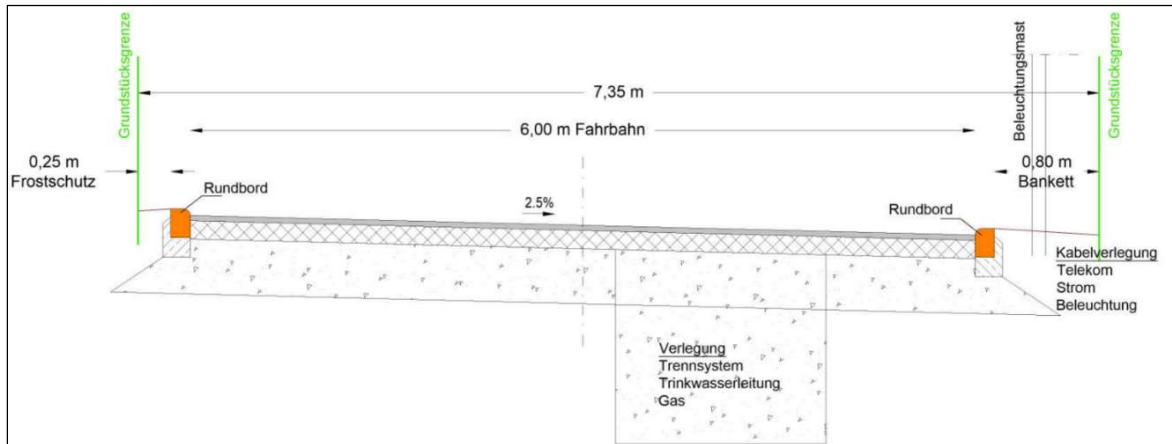 Grundstücksgrenze
Beleuchtungsmast
Grundstücksgrenze
7,35 m
6,00 m Fahrbahn
0,25 m
Frostschutz
0,80 m
Bankett
Rundbord
2.5%
Rundbord
Kabelverlegung
Telekom
Strom
Beleuchtung
Verlegung
Trennsystem
Trinkwasserleitung
Gas